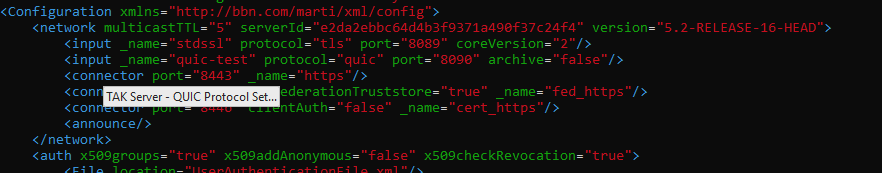 <Configuration xmlns="http://bbn.com/marti/xml/config">
<network multicastTTL="5" serverId="e2da2ebbc64d4b3f9371a490f37c24f4" version="5.2-RELEASE-16-HEAD">
<input _name="stdssl" protocol="tls" port="8089" coreVersion="2"/>
<input _name="quic-test" protocol="quic" port="8090" archive="false"/>
<connector port="8443" _name="https"/>
<conn TAK Server - QUIC Protocol Set... ederationTruststore="true" _name="fed_https"/>
<connector port="8446" clientAuth="false" _name="cert_https"/>
<announce/>
</network>
<auth x509groups="true" x509addAnonymous="false" x509checkRevocation="true">
<File location="UserAuthenticationFile.xml"/>